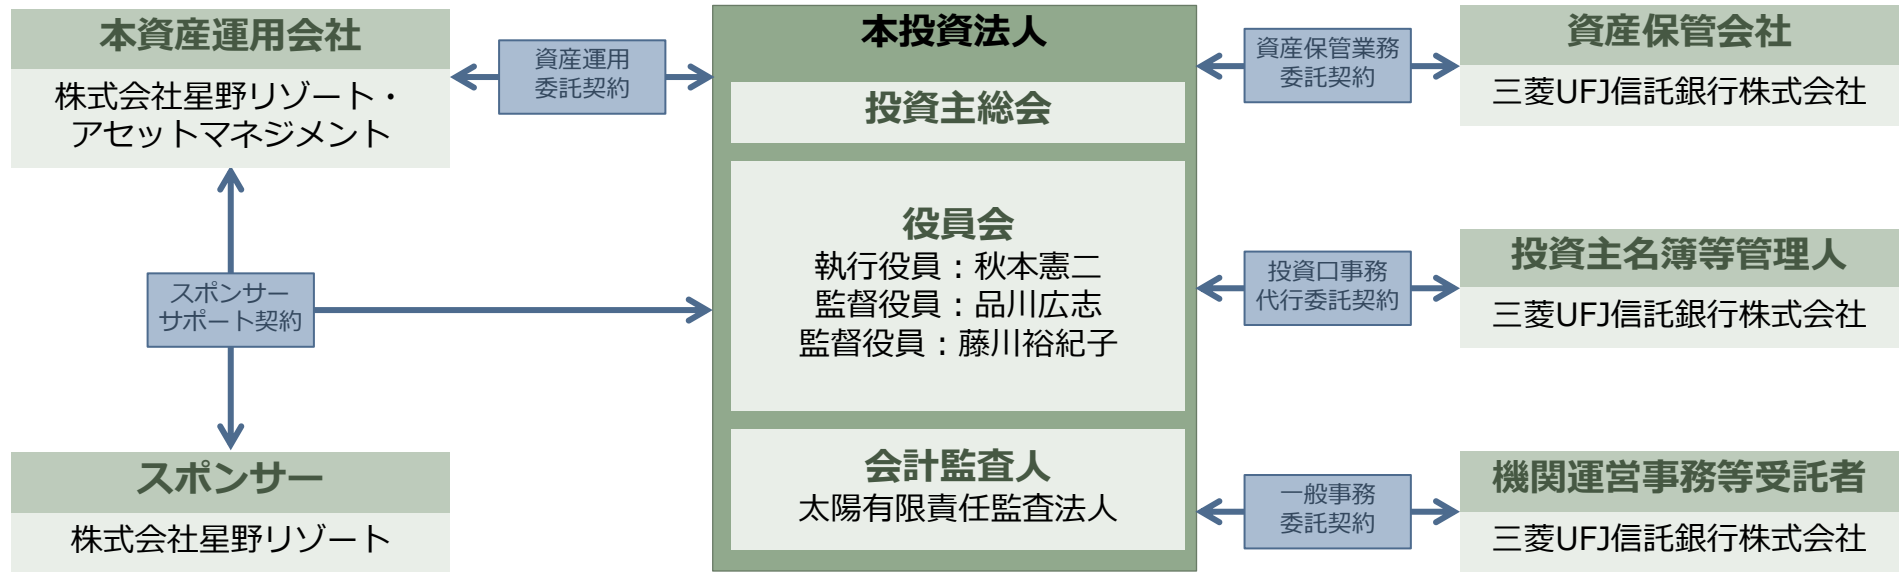 本資産運用会社
株式会社星野リゾート・
アセットマネジメント
資産運用
委託契約
スポンサー
サポート契約
スポンサー
株式会社星野リゾート
本投資法人
投資主総会
役員会
執行役員：秋本憲二
監督役員：品川広志
監督役員：藤川裕紀子
会計監査人
太陽有限責任監査法人
資産保管業務
委託契約
資産保管会社
三菱UFJ信託銀行株式会社
投資口事務
代行委託契約
投資主名簿等管理人
三菱UFJ信託銀行株式会社
一般事務
委託契約
機関運営事務等受託者
三菱UFJ信託銀行株式会社